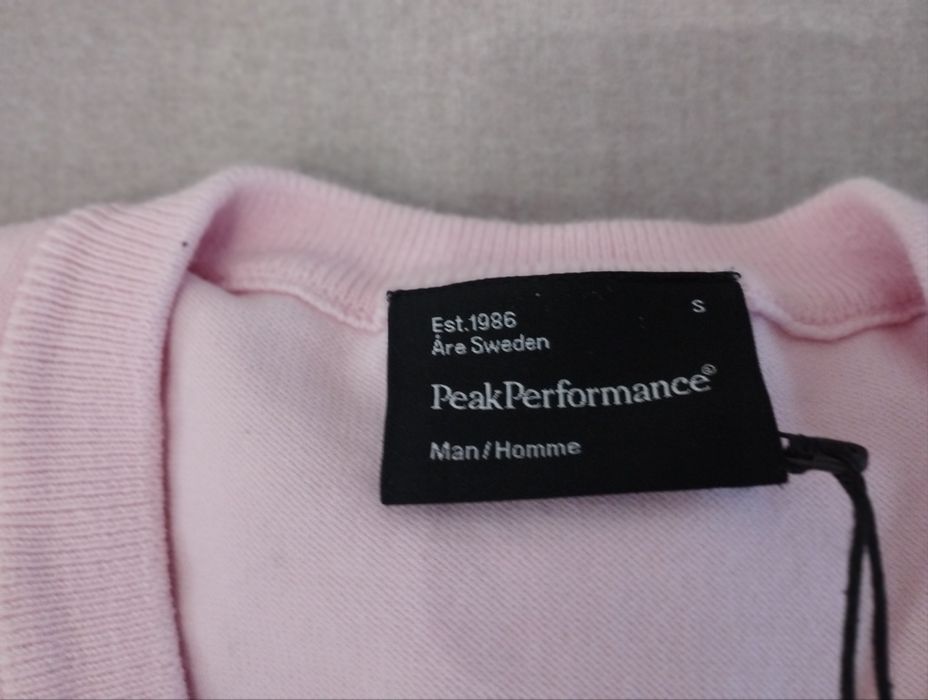 Est.1986
S
Åre Sweden
PeakPerformance®
Man/Homme